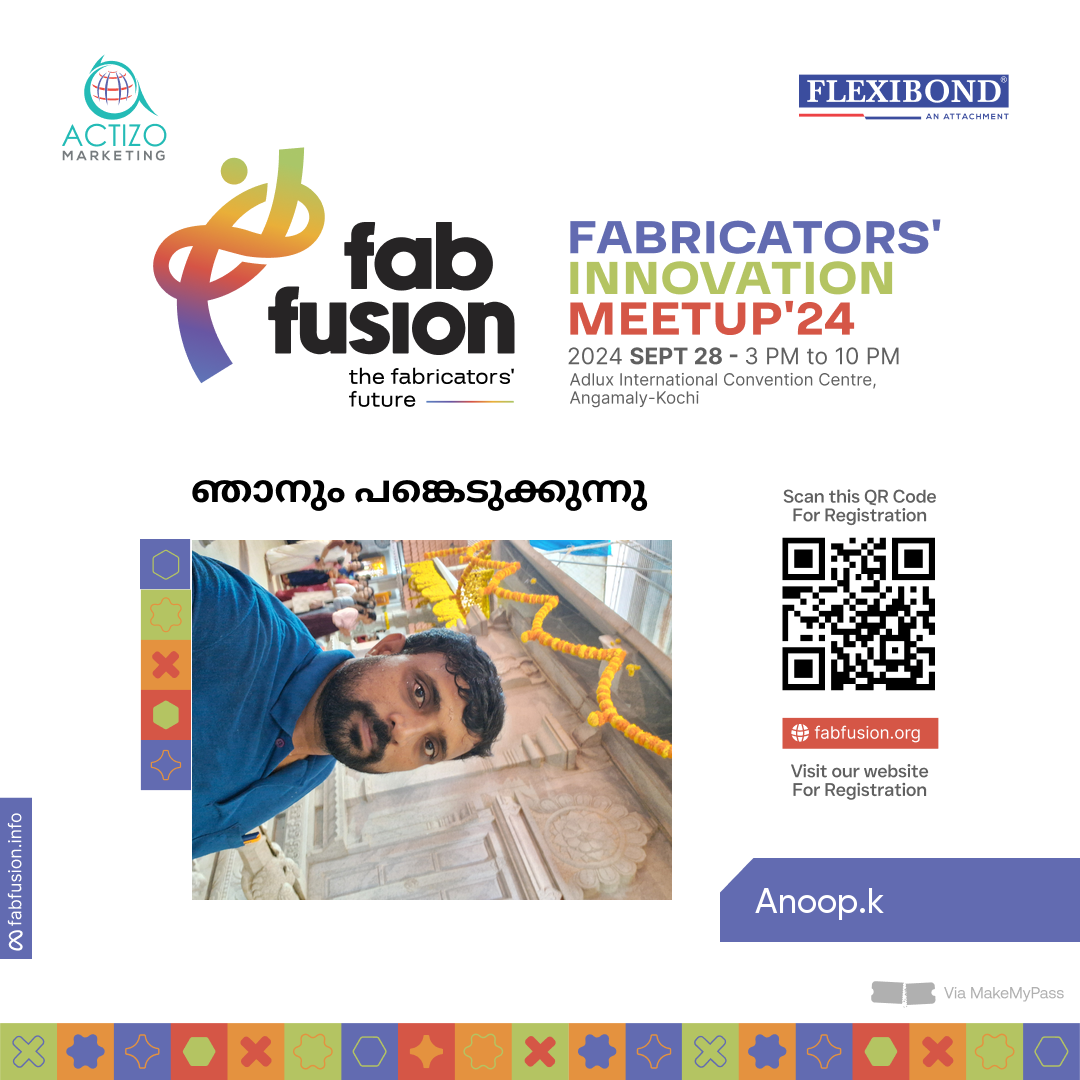 ACTIZO
MARKETING
FLEXIBOND®
AN ATTACHMENT
fab
fusion
the fabricators'
future
FABRICATORS'
INNOVATION
MEETUP'24
2024 SEPT 28 - 3 PM to 10 PM
Adlux International Convention Centre,
Angamaly-Kochi
ഞാനും പങ്കെടുക്കുന്നു
Scan this QR Code
For Registration
fabfusion.org
Visit our website
For Registration
fabfusion.info
Anoop.k
Via MakeMyPass